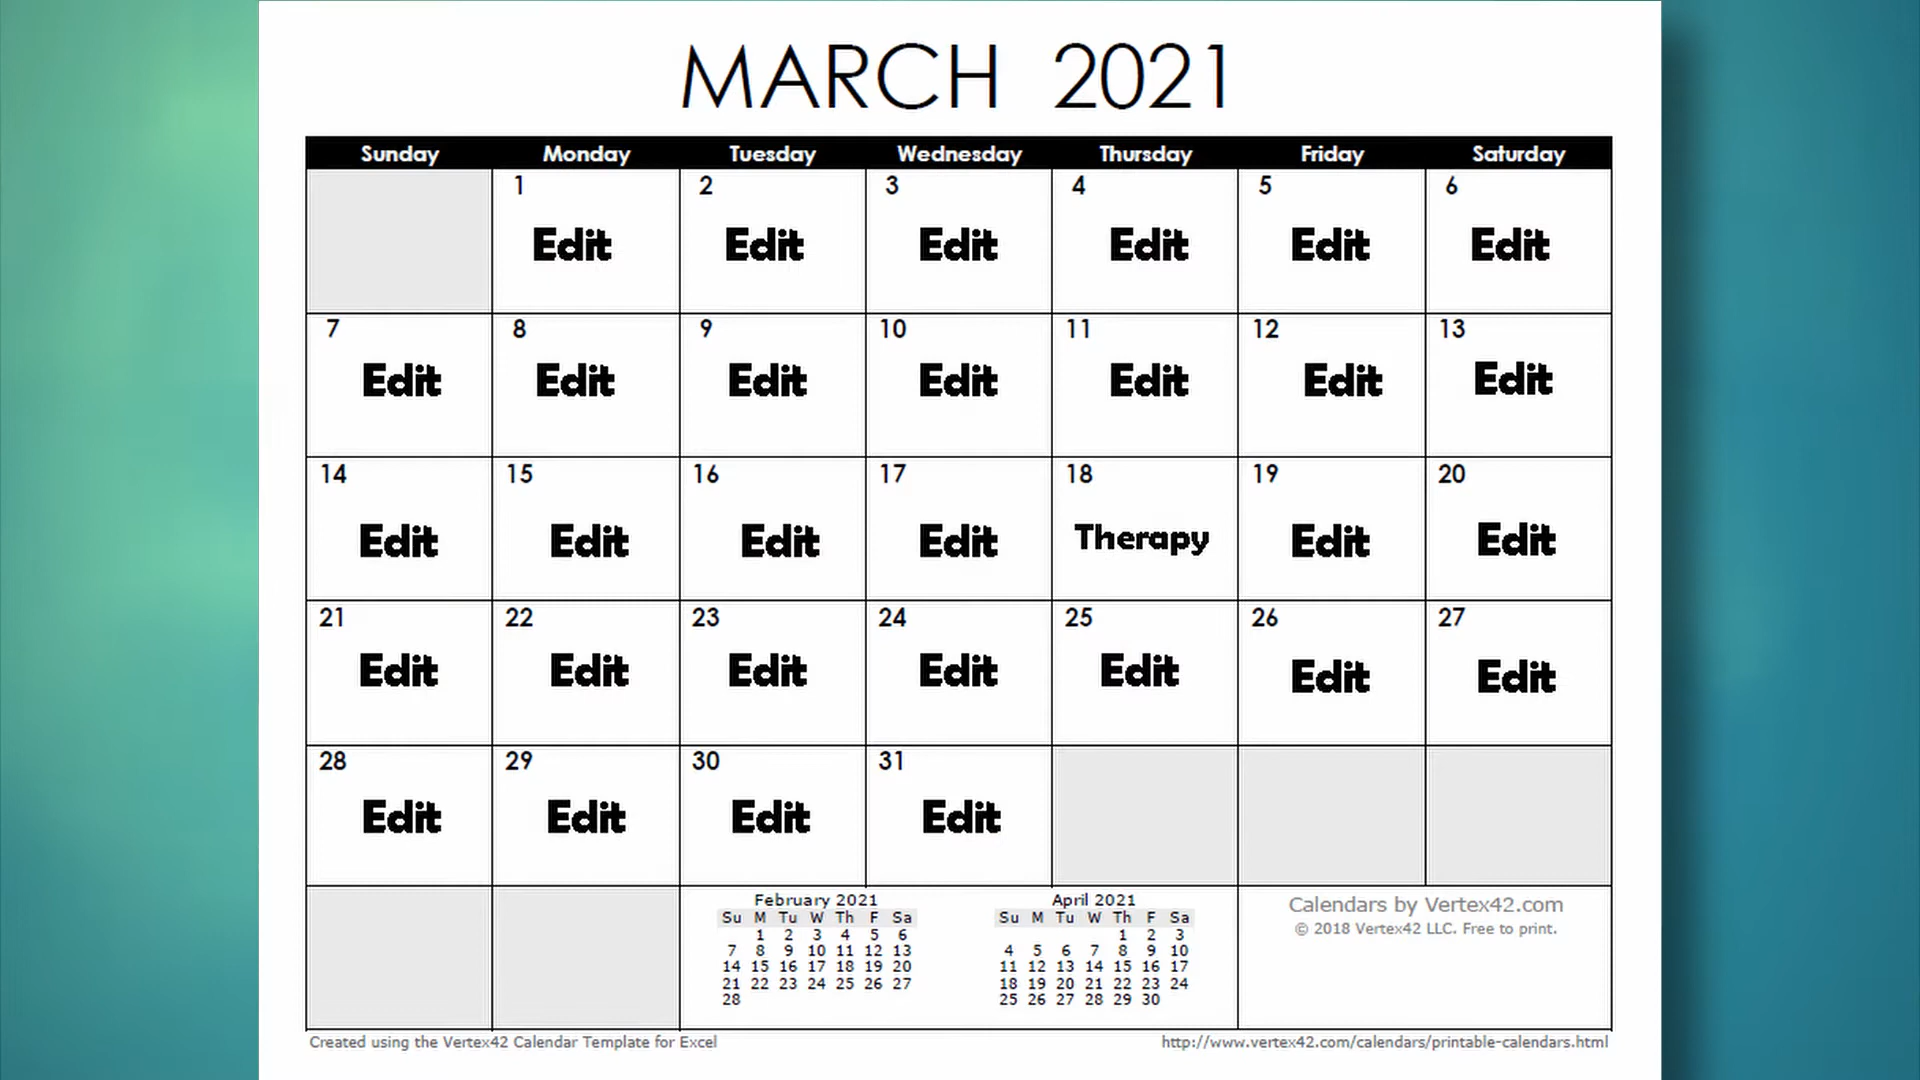 MARCH 2021
Sunday Monday Tuesday Wednesday Thursday Friday Saturday
1 2 3 4 5 6
Edit Edit Edit Edit Edit Edit
7 8 9 10 11 12 13
Edit Edit Edit Edit Edit Edit Edit
14 15 16 17 18 19 20
Edit Edit Edit Edit Therapy Edit Edit
21 22 23 24 25 26 27
Edit Edit Edit Edit Edit Edit Edit
28 29 30 31
Edit Edit Edit Edit
February 2021
Su M Tu W Th F Sa
1 2 3 4 5 6
7 8 9 10 11 12 13
14 15 16 17 18 19 20
21 22 23 24 25 26 27
28
April 2021
Su M Tu W Th F Sa
1 2 3
4 5 6 7 8 9 10
11 12 13 14 15 16 17
18 19 20 21 22 23 24
25 26 27 28 29 30
Calendars by Vertex42.com
© 2018 Vertex42 LLC. Free to print.
Created using the Vertex42 Calendar Template for Excel
http://www.vertex42.com/calendars/printable-calendars.html